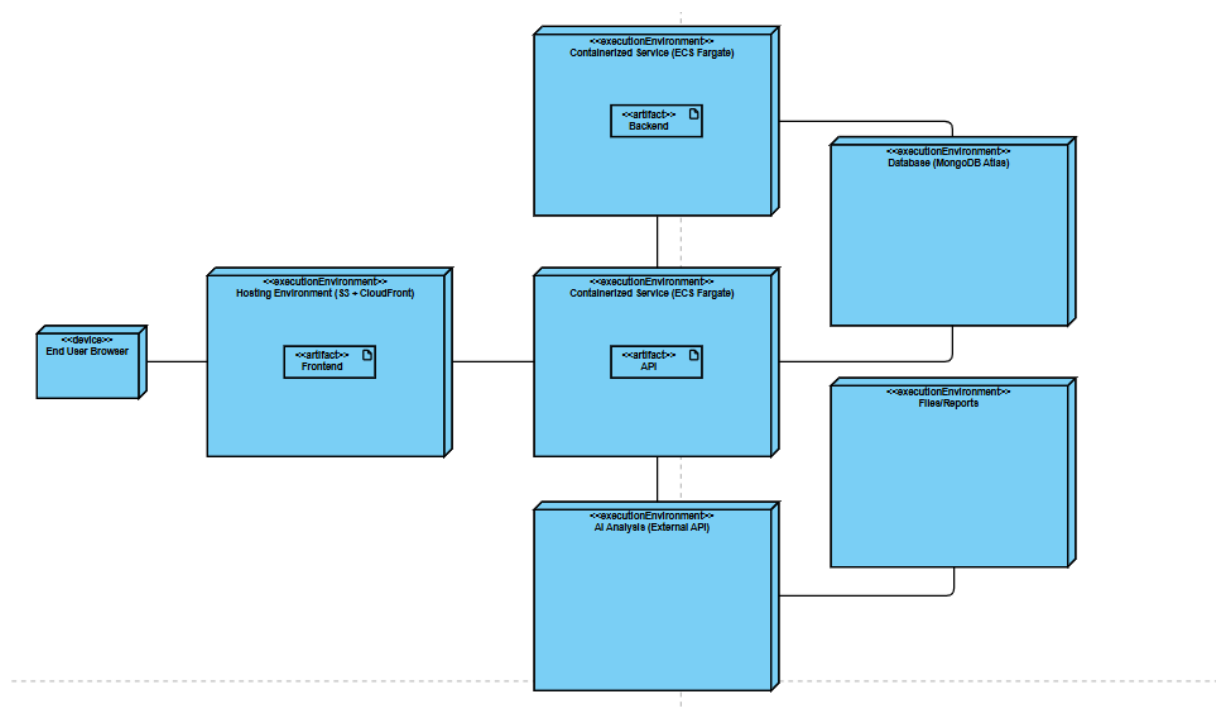 <<executionEnvironment>>
Containerized Service (ECS Fargate)
<<artifact>>
Backend
<<executionEnvironment>>
Database (MongoDB Atlas)
<<executionEnvironment>>
Hosting Environment (S3 + CloudFront)
<<artifact>>
Frontend
<<executionEnvironment>>
Containerized Service (ECS Fargate)
<<artifact>>
API
<<device>>
End User Browser
<<executionEnvironment>>
Files/Reports
<<executionEnvironment>>
AI Analysis (External API)